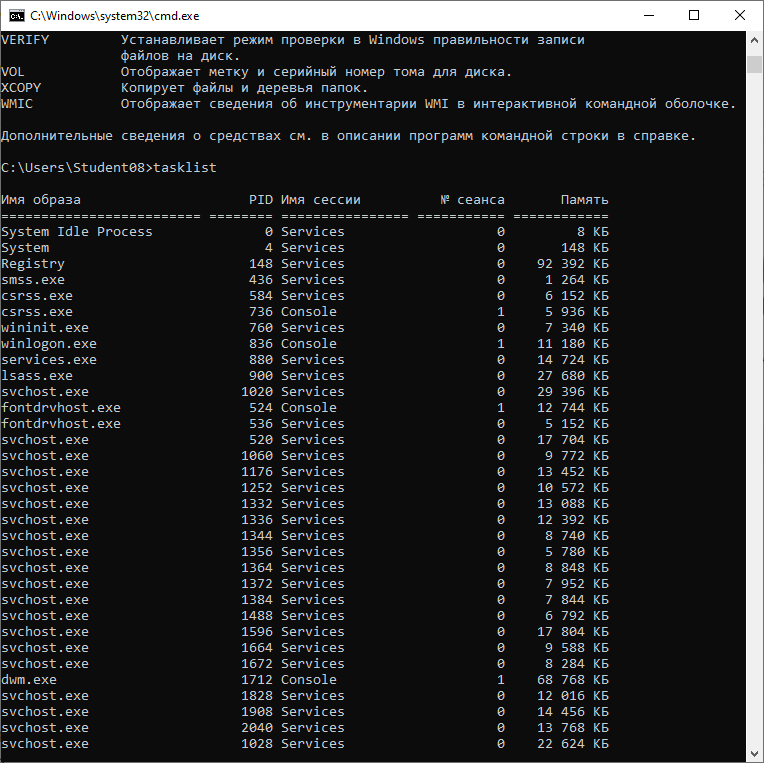 C:\Windows\system32\cmd.exe
VERIFY Устанавливает режим проверки в Windows правильности записи
файлов на диск.
VOL Отображает метку и серийный номер тома для диска.
XCOPY Копирует файлы и деревья папок.
WMIC Отображает сведения об инструментарии WMI в интерактивной командной оболочке.
Дополнительные сведения о средствах см. в описании программ командной строки в справке.
C:\Users\Student08>tasklist
Имя образа PID Имя сессии № сеанса Память
========================= ======== ================ =========== ============
System Idle Process 0 Services 0 8 КБ
System 4 Services 0 148 КБ
Registry 148 Services 0 92 392 КБ
smss.exe 436 Services 0 1 264 КБ
csrss.exe 584 Services 0 6 152 КБ
csrss.exe 736 Console 1 5 936 КБ
wininit.exe 760 Services 0 7 340 КБ
winlogon.exe 836 Console 1 11 180 КБ
services.exe 880 Services 0 14 724 КБ
lsass.exe 900 Services 0 27 680 КБ
svchost.exe 1020 Services 0 29 396 КБ
fontdrvhost.exe 524 Console 1 12 744 КБ
fontdrvhost.exe 536 Services 0 5 152 КБ
svchost.exe 520 Services 0 17 704 КБ
svchost.exe 1060 Services 0 9 772 КБ
svchost.exe 1176 Services 0 13 452 КБ
svchost.exe 1252 Services 0 10 572 КБ
svchost.exe 1332 Services 0 13 088 КБ
svchost.exe 1336 Services 0 12 392 КБ
svchost.exe 1344 Services 0 8 740 КБ
svchost.exe 1356 Services 0 5 780 КБ
svchost.exe 1364 Services 0 8 848 КБ
svchost.exe 1372 Services 0 7 952 КБ
svchost.exe 1384 Services 0 7 844 КБ
svchost.exe 1488 Services 0 6 792 КБ
svchost.exe 1596 Services 0 17 804 КБ
svchost.exe 1664 Services 0 9 588 КБ
svchost.exe 1672 Services 0 8 284 КБ
dwm.exe 1712 Console 1 68 768 КБ
svchost.exe 1828 Services 0 12 016 КБ
svchost.exe 1908 Services 0 14 456 КБ
svchost.exe 2040 Services 0 13 768 КБ
svchost.exe 1028 Services 0 22 624 КБ